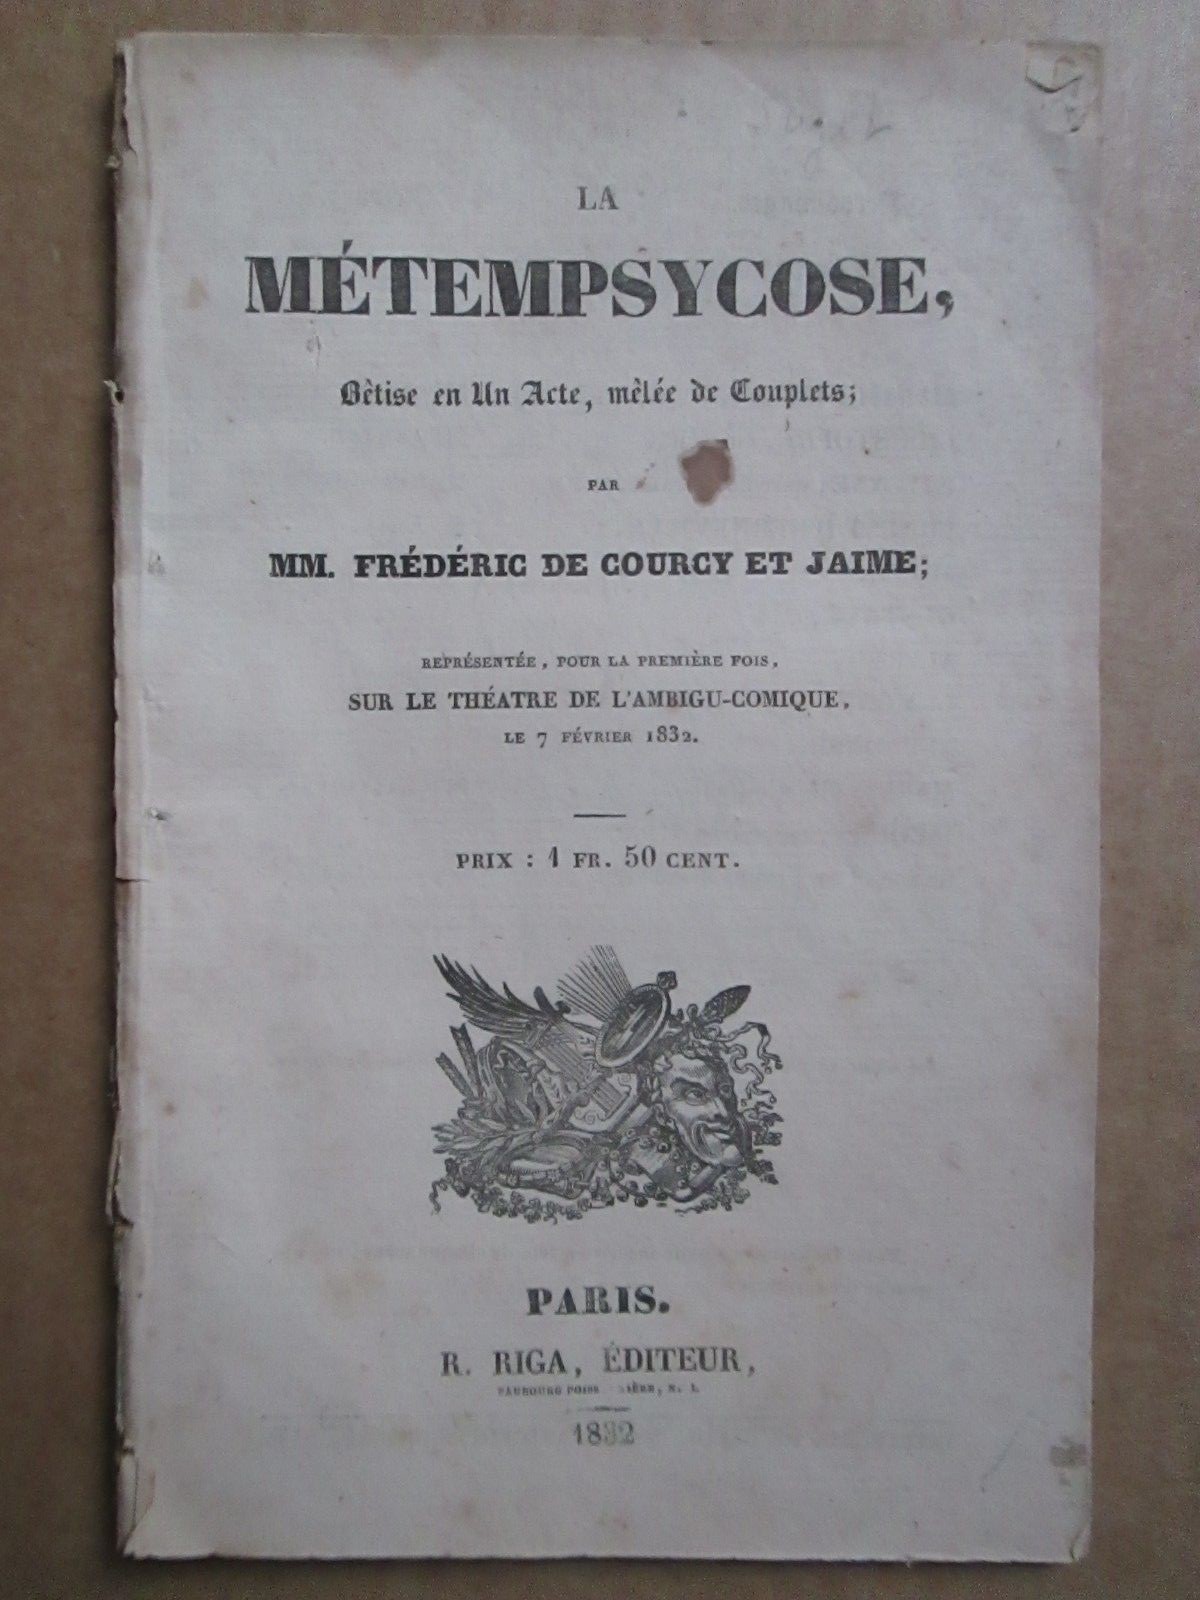 LA
MÉTEMPSYCOSE,
Bètise en Un Acte, mêlée de Couplets;
PAR
MM. FRÉDÉRIC DE COURCY ET JAIME;
REPRÉSENTÉE, POUR LA PREMIÈRE FOIS,
SUR LE THÉATRE DE L'AMBIGU-COMIQUE,
LE 7 FÉVRIER 1832.
PRIX : 1 FR. 50 CENT.
PARIS.
R. RIGA, ÉDITEUR,
FAUBOURG
1832